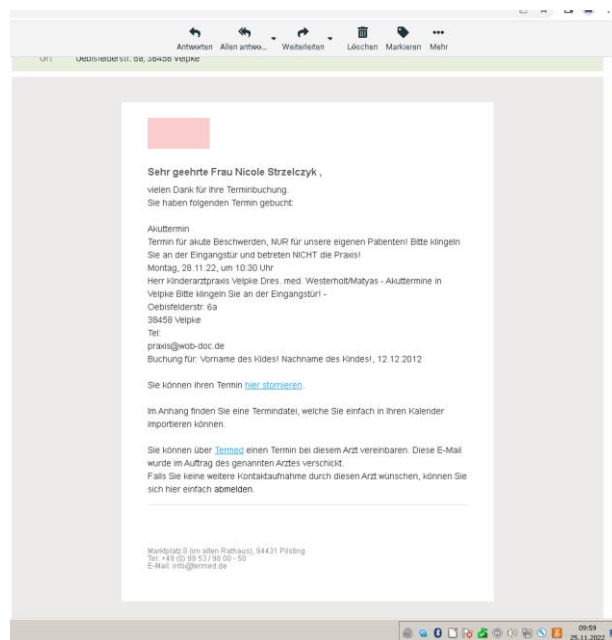 Antworten Allen antwo... Weiterleiten Löschen Markieren Mehr
Ort Oebisfelderstr. 6a, 38458 Velpke
Sehr geehrte Frau Nicole Strzelczyk ,
vielen Dank für Ihre Terminbuchung.
Sie haben folgenden Termin gebucht:
Akuttermin
Termin für akute Beschwerden, NUR für unsere eigenen Patienten! Bitte klingeln
Sie an der Eingangstür und betreten NICHT die Praxis!
Montag, 28.11.22, um 10:30 Uhr
Herr Kinderarztpraxis Velpke Dres. med. Westerholt/Matyas - Akuttermine in
Velpke Bitte klingeln Sie an der Eingangstür! -
Oebisfelderstr. 6a
38458 Velpke
Tel:
praxis@wob-doc.de
Buchung für: Vorname des Kides! Nachname des Kindes!, 12.12.2012
Sie können Ihren Termin hier stornieren.
Im Anhang finden Sie eine Termindatei, welche Sie einfach in Ihren Kalender
importieren können.
Sie können über Termed einen Termin bei diesem Arzt vereinbaren. Diese E-Mail
wurde im Auftrag des genannten Arztes verschickt.
Falls Sie keine weitere Kontaktaufnahme durch diesen Arzt wünschen, können Sie
sich hier einfach abmelden.
Marktplatz 8 (im alten Rathaus), 94431 Pilsting
Tel: +49 (0) 99 53 / 98 00 - 50
E-Mail: info@termed.de
09:59
25.11.2022